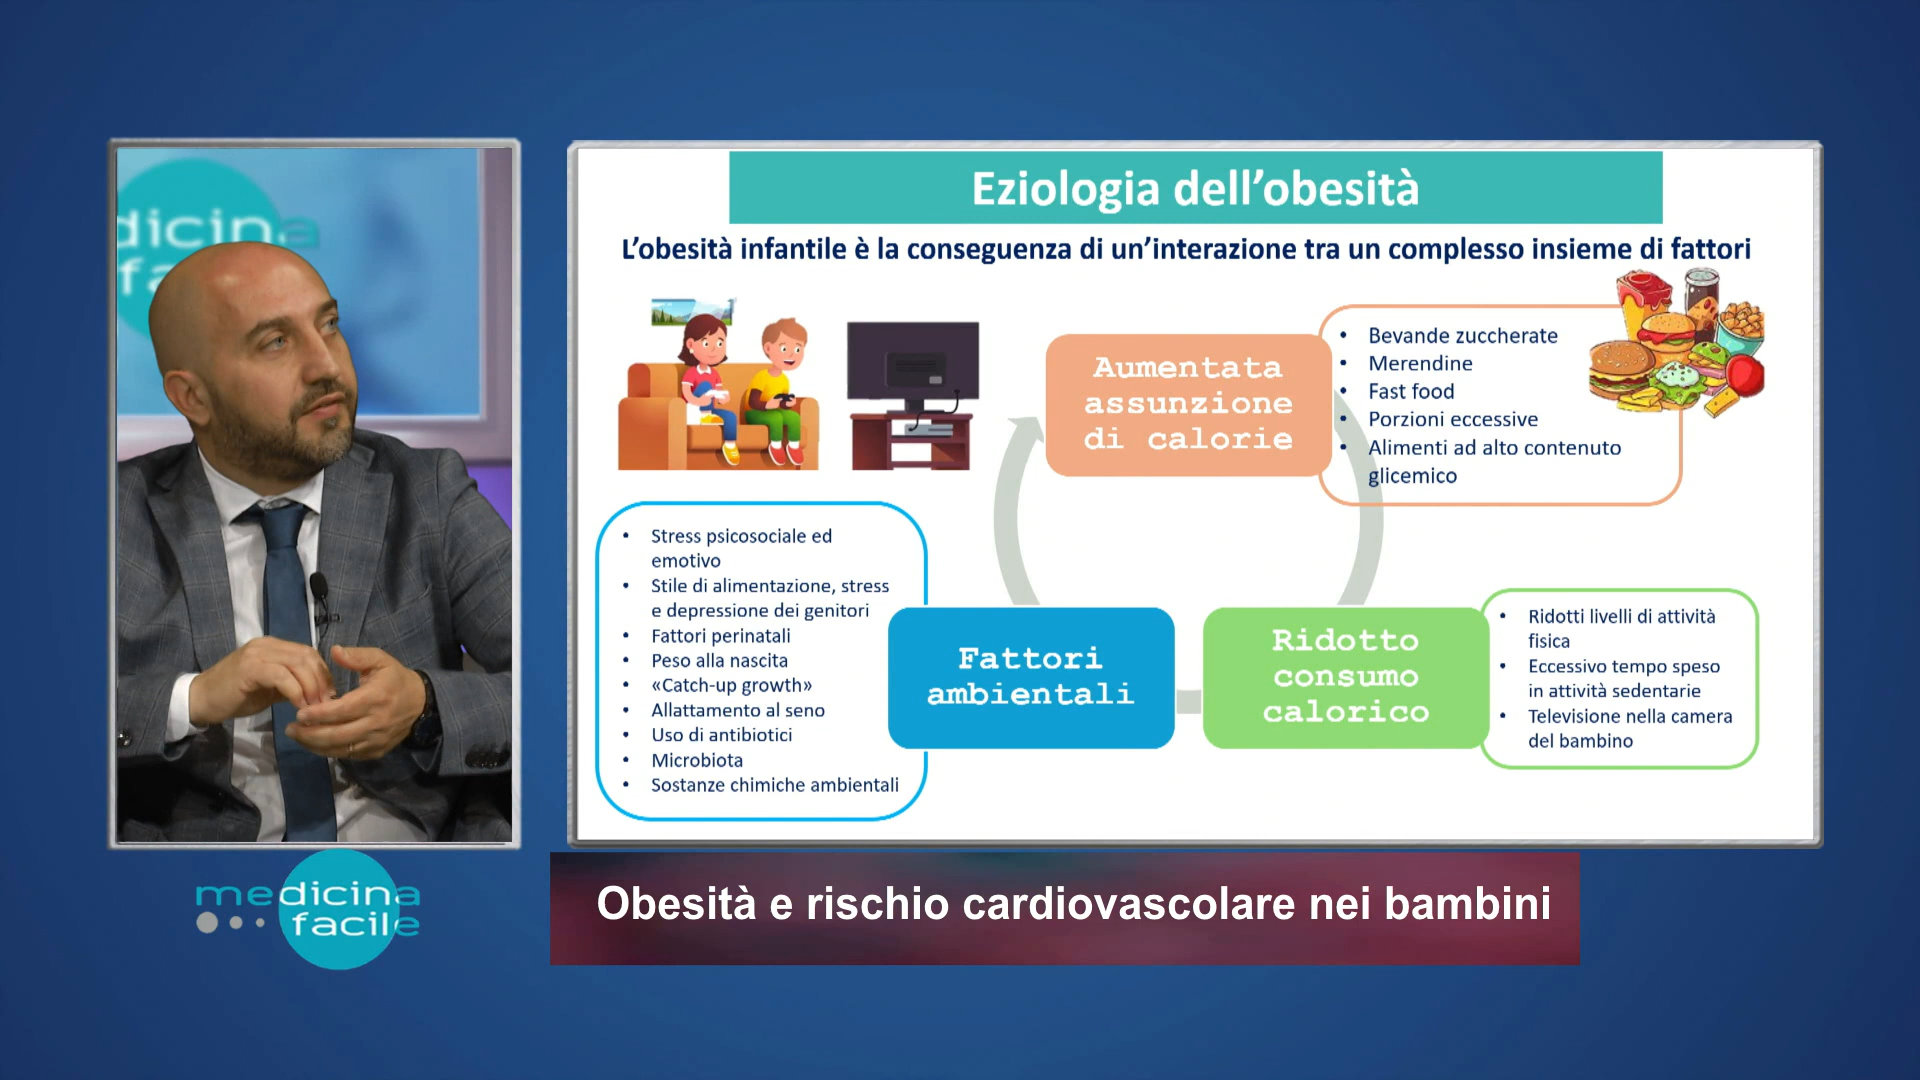 dicina
fa
Eziologia dell'obesità
L'obesità infantile è la conseguenza di un'interazione tra un complesso insieme di fattori
Aumentata
assunzione
di calorie
• Bevande zuccherate
• Merendine
• Fast food
• Porzioni eccessive
• Alimenti ad alto contenuto
glicemico
• Stress psicosociale ed
emotivo
• Stile di alimentazione, stress
e depressione dei genitori
• Fattori perinatali
• Peso alla nascita
• «Catch-up growth»
• Allattamento al seno
• Uso di antibiotici
• Microbiota
• Sostanze chimiche ambientali
Fattori
ambientali
Ridotto
consumo
calorico
• Ridotti livelli di attività
fisica
• Eccessivo tempo speso
in attività sedentarie
• Televisione nella camera
del bambino
medicina
facile
Obesità e rischio cardiovascolare nei bambini